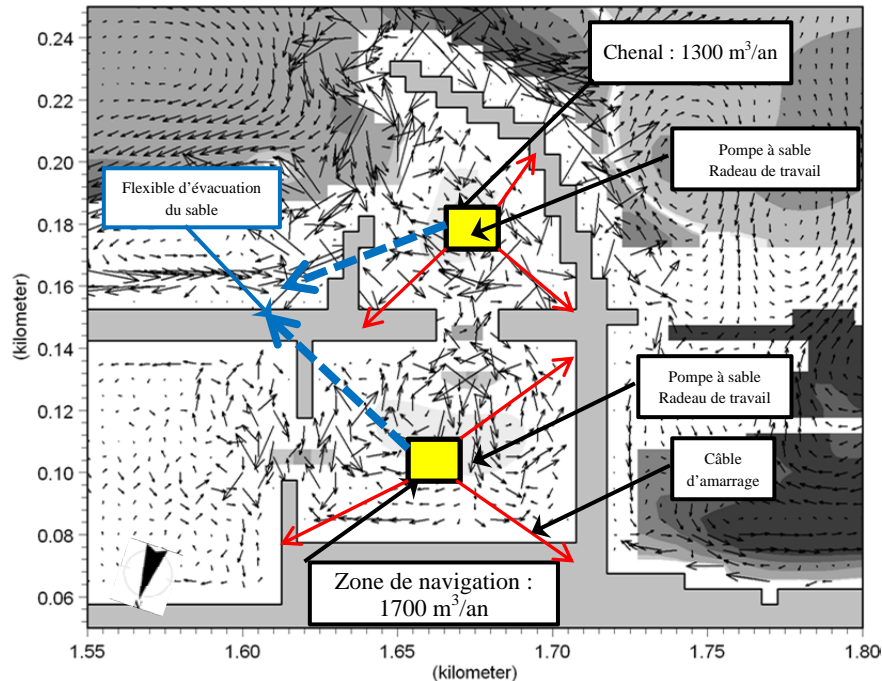 0.24
Chenal : 1300 m³/an
0.22
0.20
Pompe à sable
Radeau de travail
Flexible d'évacuation
du sable
0.18
0.16
(kilometer)
0.14
Pompe à sable
Radeau de travail
0.12
0.10
Câble
d'amarrage
0.08
Zone de navigation :
1700 m³/an
0.06
1.55
1.60
1.65
1.70
1.75
1.80
(kilometer)